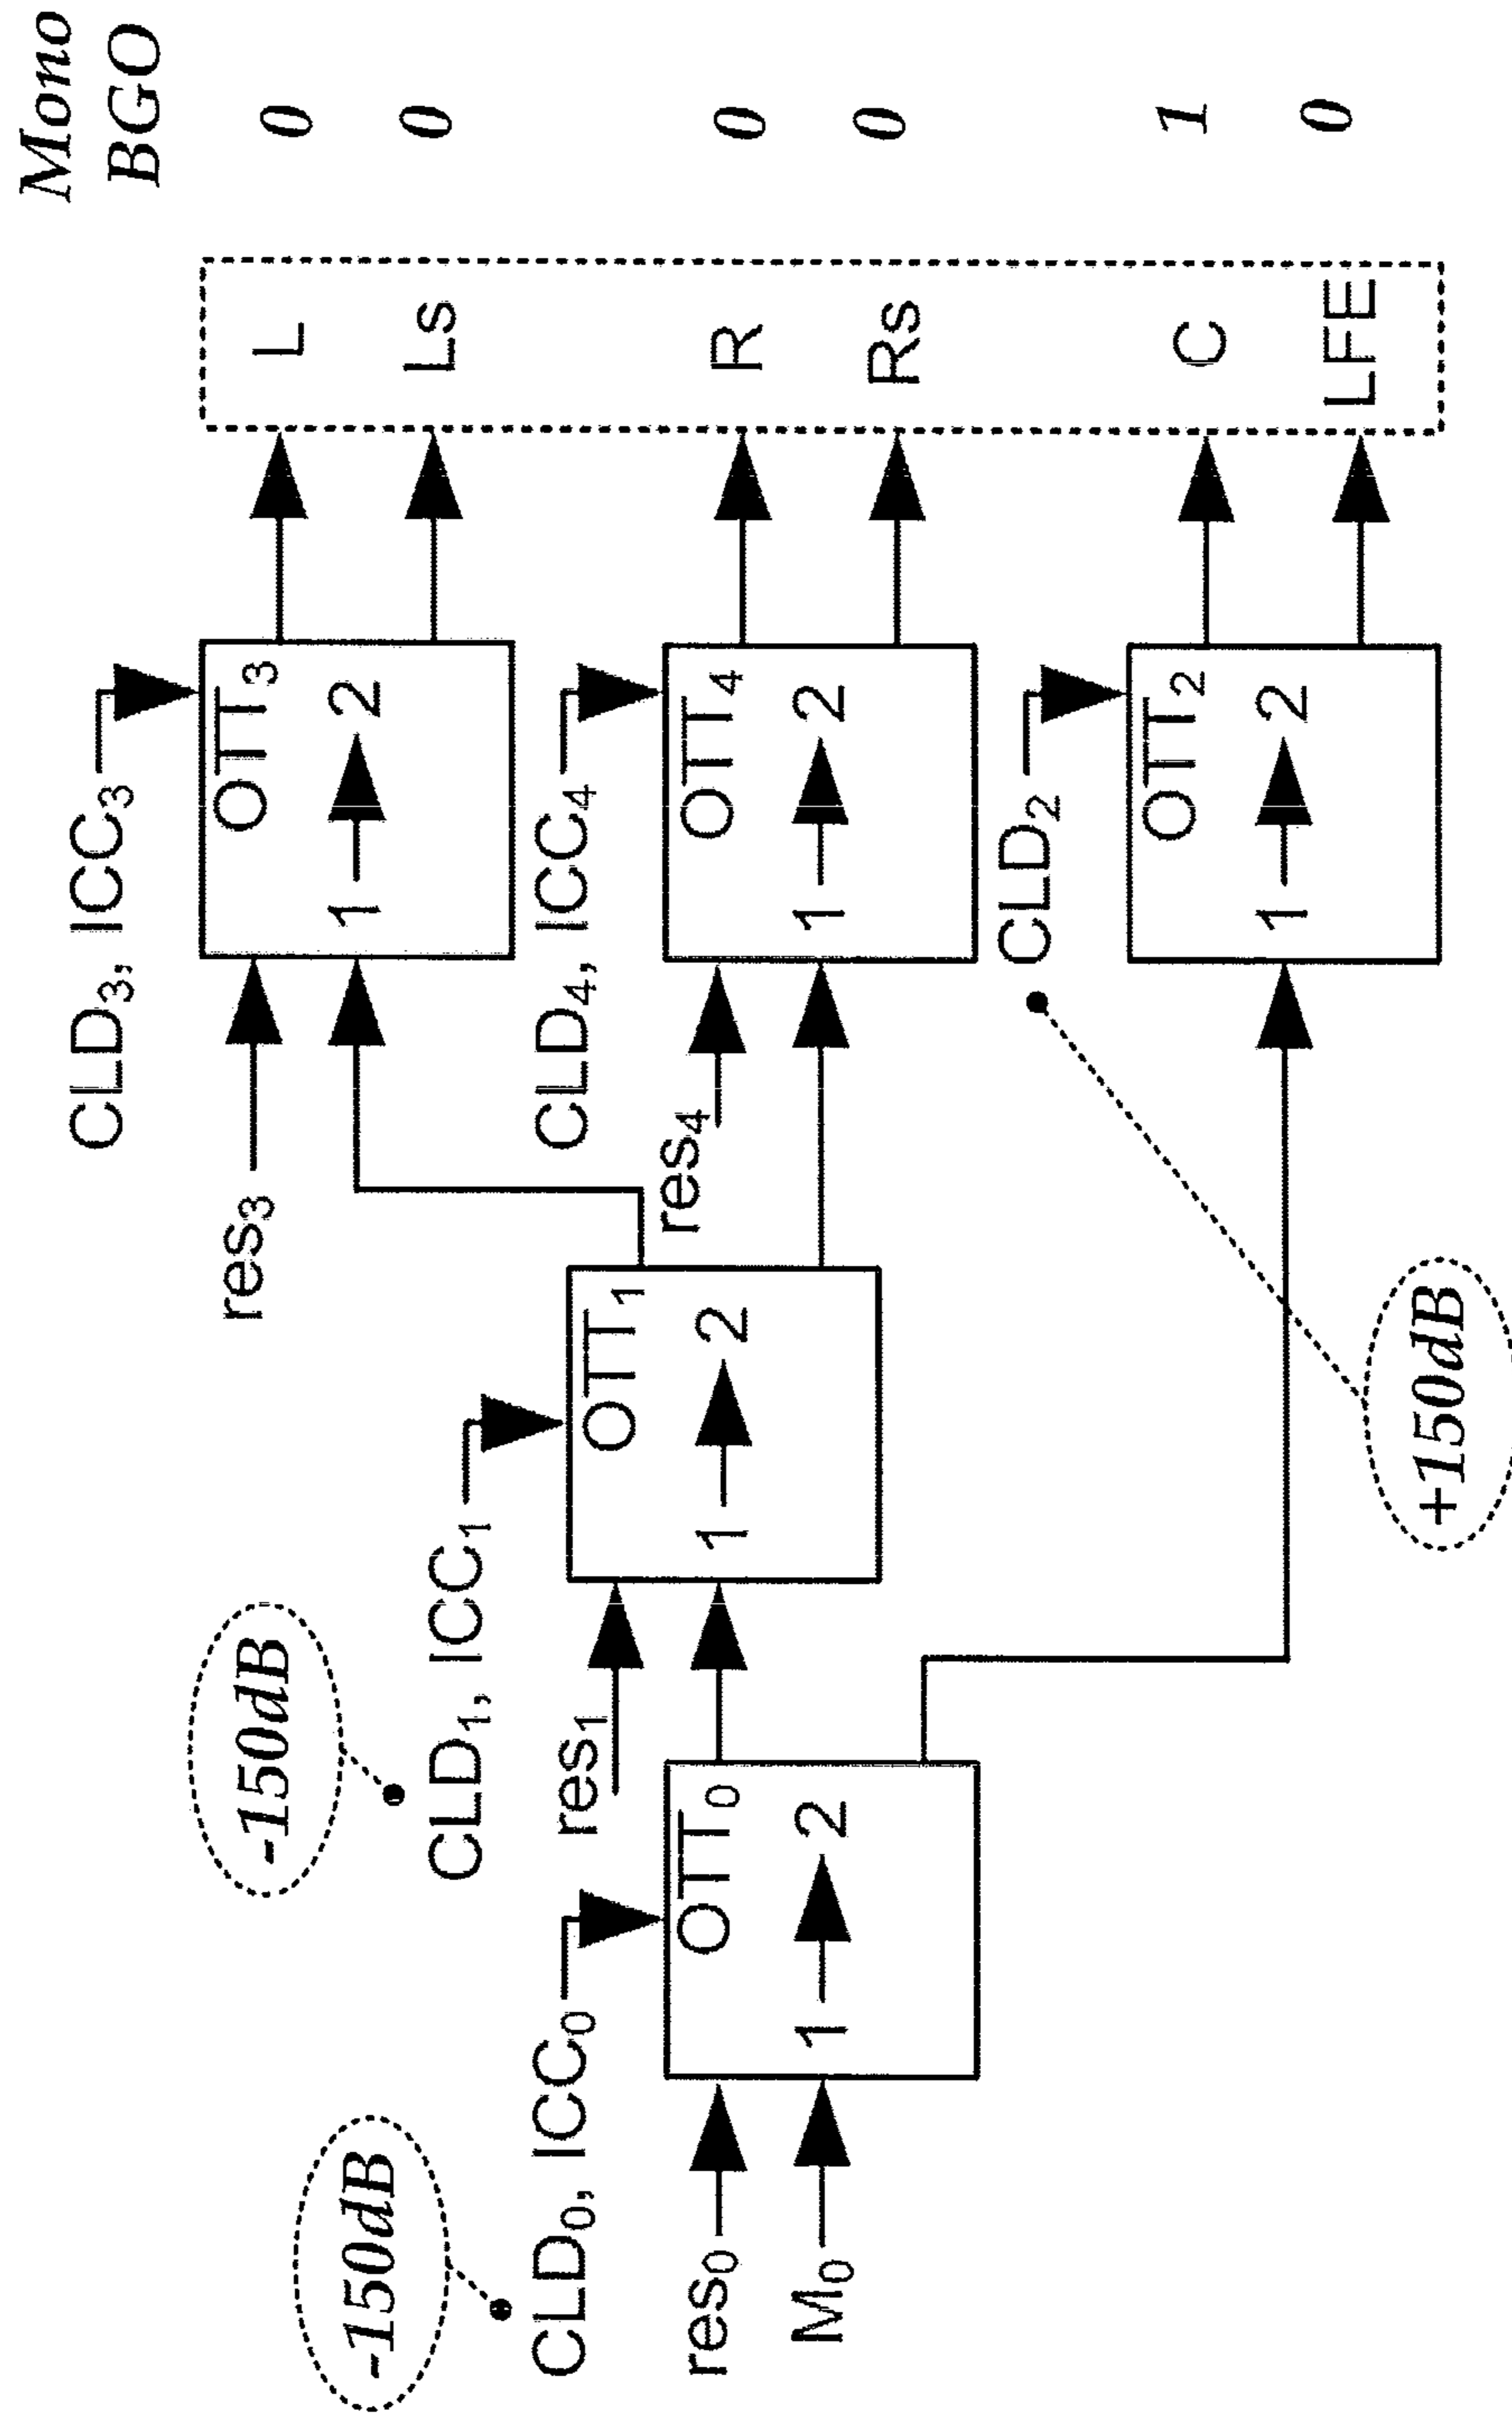 Mono
BGO
CLD₃, ICC₃
res₃
OTT₃
1 → 2
L
0
Ls
0
-150dB
CLD₁, ICC₁
res₁
OTT₁
1 → 2
CLD₄, ICC₄
res₄
OTT₄
1 → 2
R
0
Rs
0
-150dB
CLD₀, ICC₀
res₀
M₀
OTT₀
1 → 2
CLD₂
OTT₂
1 → 2
C
1
LFE
0
+150dB